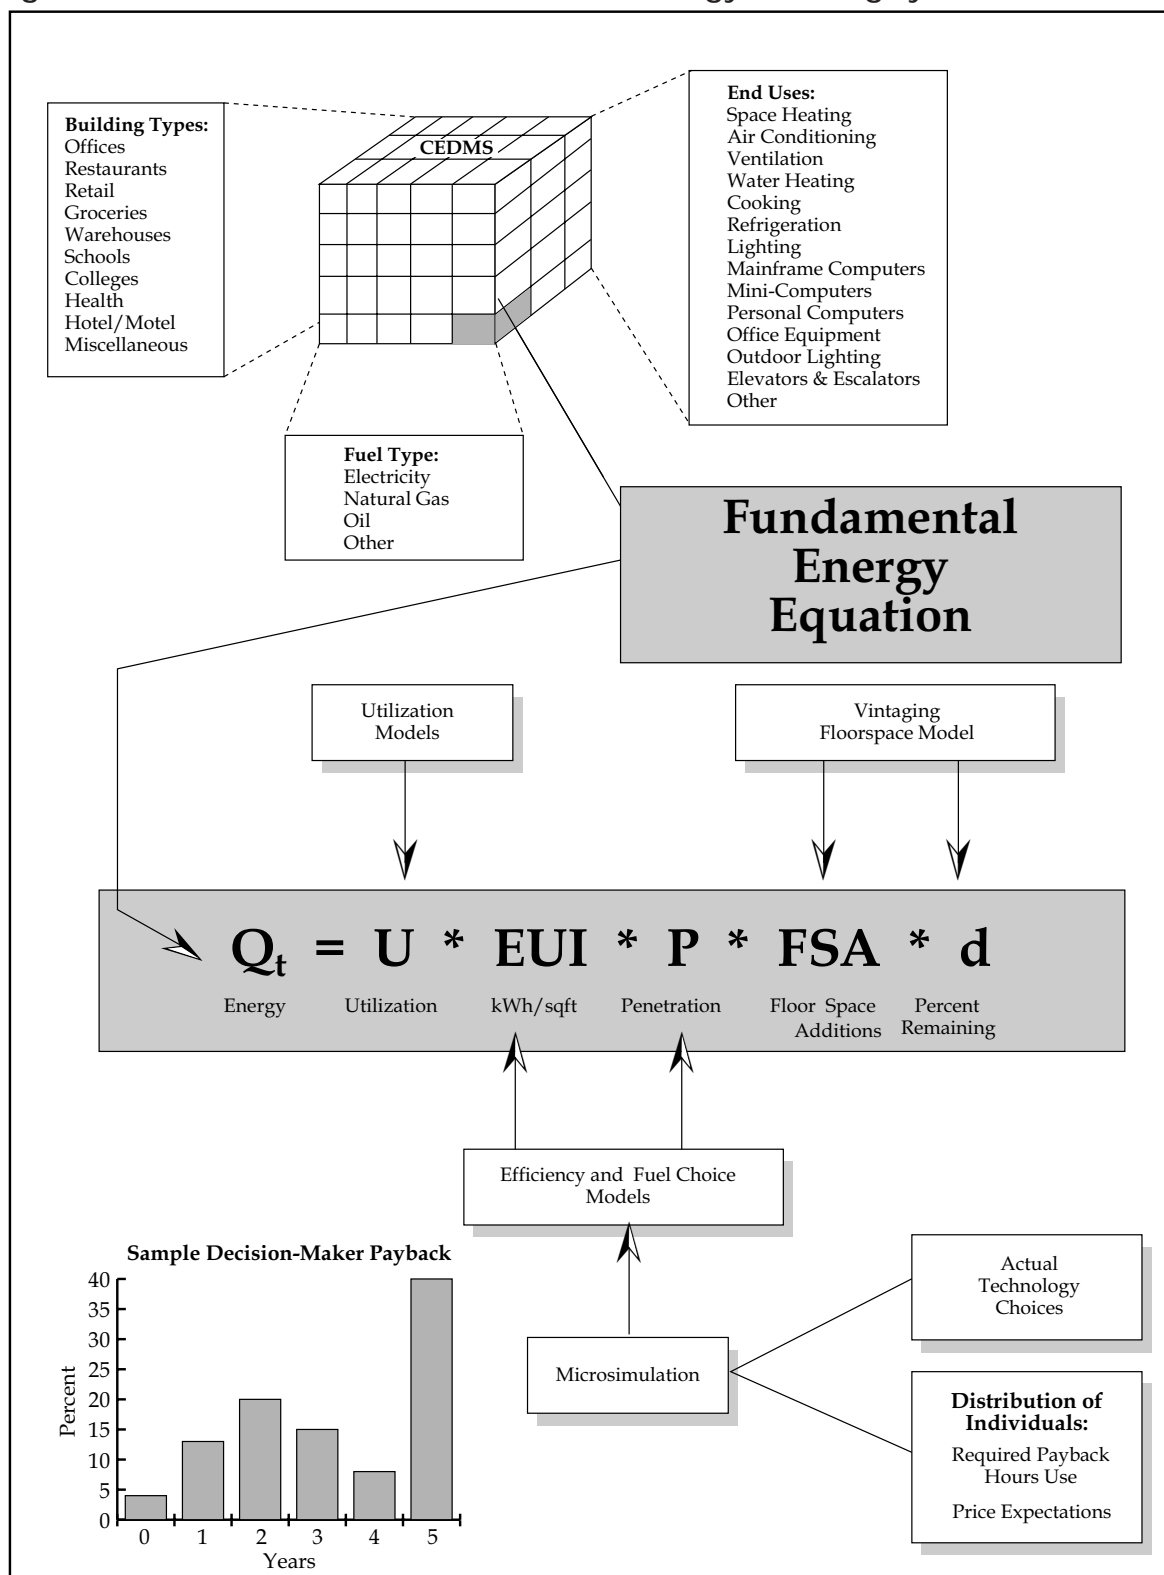 Building Types:
Offices
Restaurants
Retail
Groceries
Warehouses
Schools
Colleges
Health
Hotel/Motel
Miscellaneous
CEDMS
End Uses:
Space Heating
Air Conditioning
Ventilation
Water Heating
Cooking
Refrigeration
Lighting
Mainframe Computers
Mini-Computers
Personal Computers
Office Equipment
Outdoor Lighting
Elevators & Escalators
Other
Fuel Type:
Electricity
Natural Gas
Oil
Other
Fundamental
Energy
Equation
Utilization
Models
Vintaging
Floorspace Model
Qt = U * EUI * P * FSA * d
Energy Utilization kWh/sqft Penetration Floor Space Percent
Additions Remaining
Efficiency and Fuel Choice
Models
Sample Decision-Maker Payback
40
35
30
25
20
15
10
5
0
Percent
0 1 2 3 4 5
Years
Microsimulation
Actual
Technology
Choices
Distribution of
Individuals:
Required Payback
Hours Use
Price Expectations